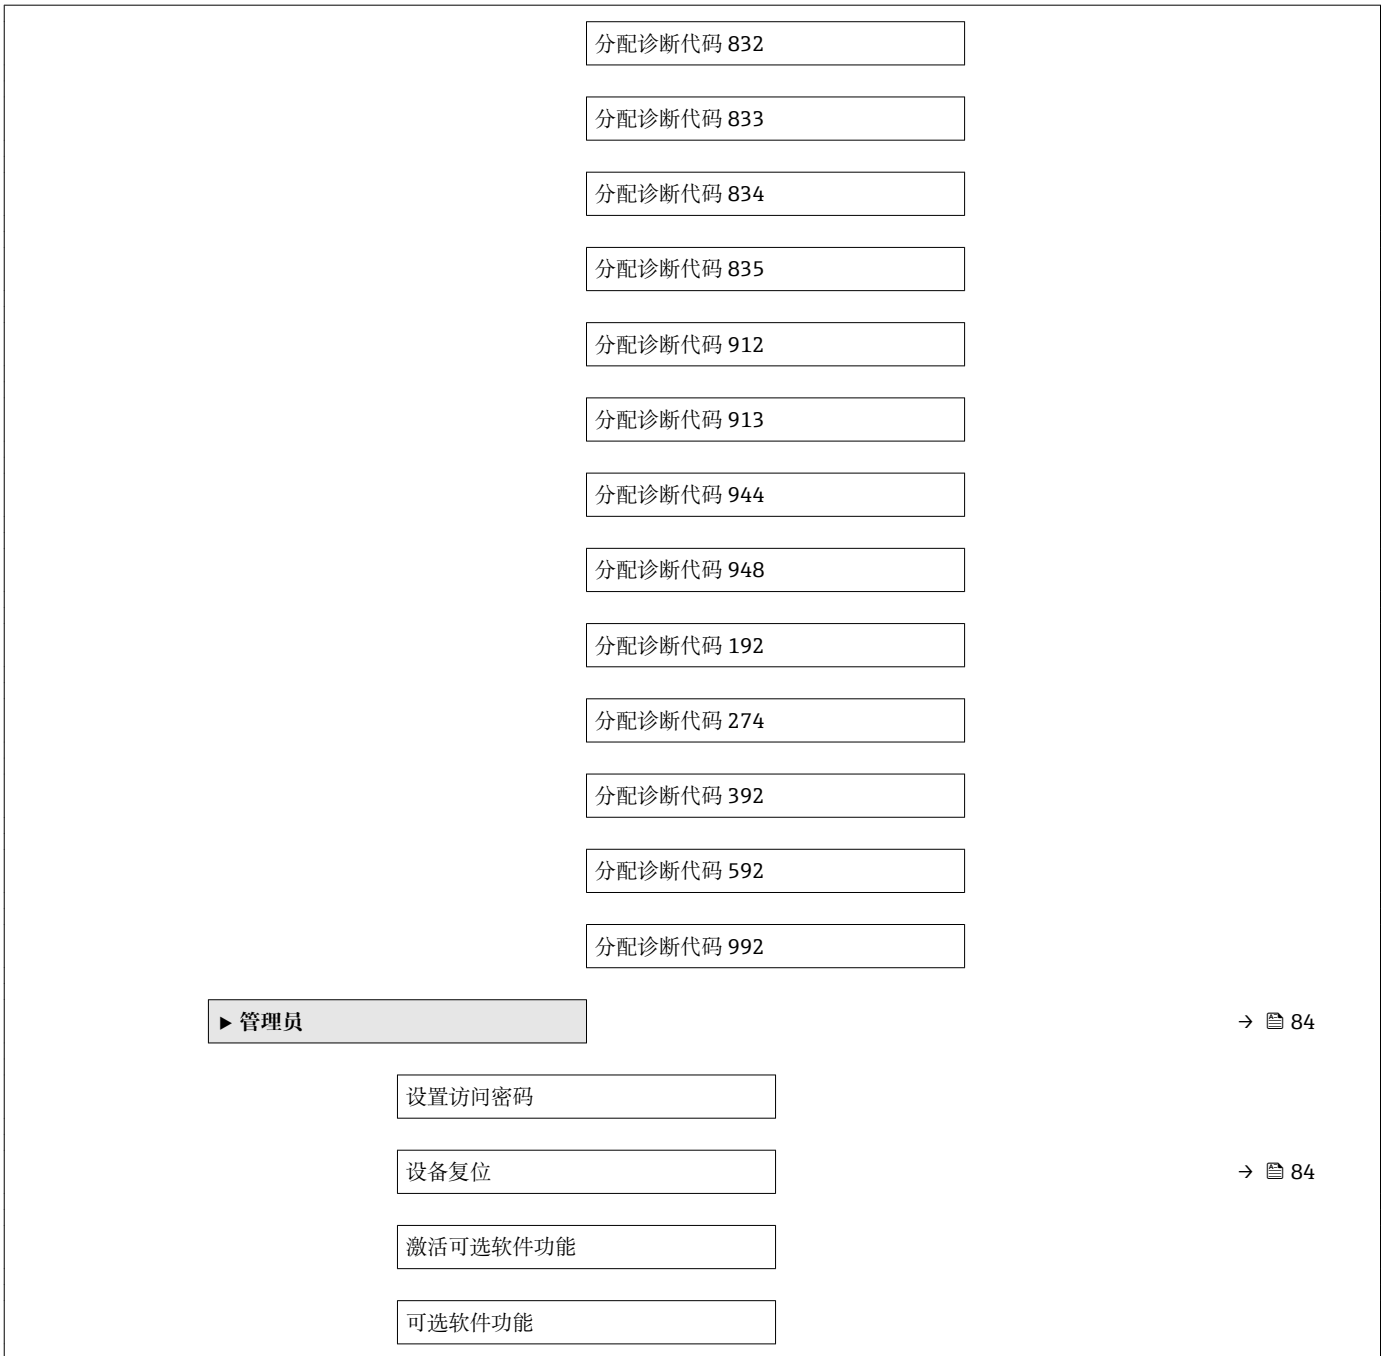 分配诊断代码 832
分配诊断代码 833
分配诊断代码 834
分配诊断代码 835
分配诊断代码 912
分配诊断代码 913
分配诊断代码 944
分配诊断代码 948
分配诊断代码 192
分配诊断代码 274
分配诊断代码 392
分配诊断代码 592
分配诊断代码 992
▶ 管理员 → 84
设置访问密码
设备复位 → 84
激活可选软件功能
可选软件功能